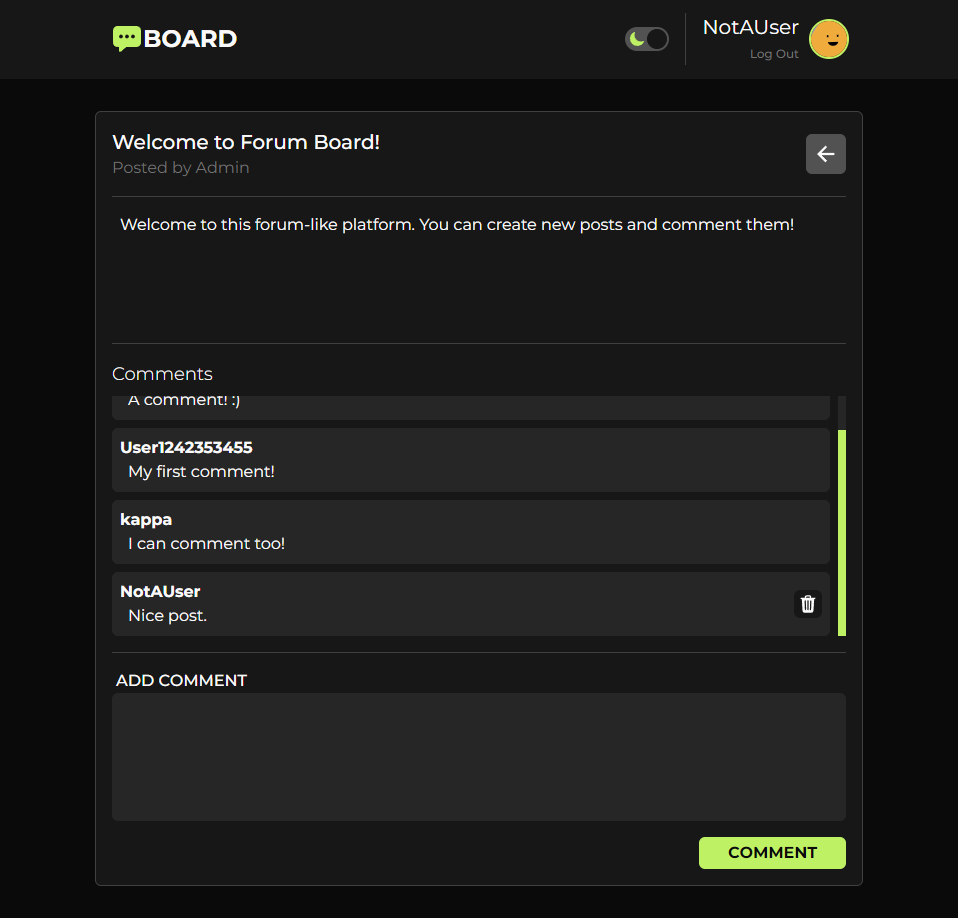 BOARD
NotAUser
Log Out
Welcome to Forum Board!
Posted by Admin
Welcome to this forum-like platform. You can create new posts and comment them!
Comments
A comment! :)
User1242353455
My first comment!
kappa
I can comment too!
NotAUser
Nice post.
ADD COMMENT
COMMENT